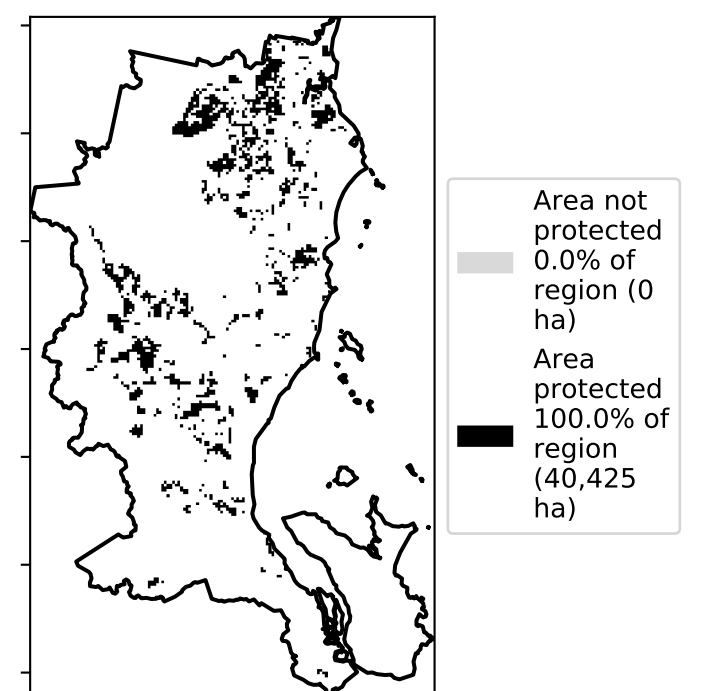 Area not
protected
0.0% of
region (0
ha)
Area
protected
100.0% of
region
(40,425
ha)